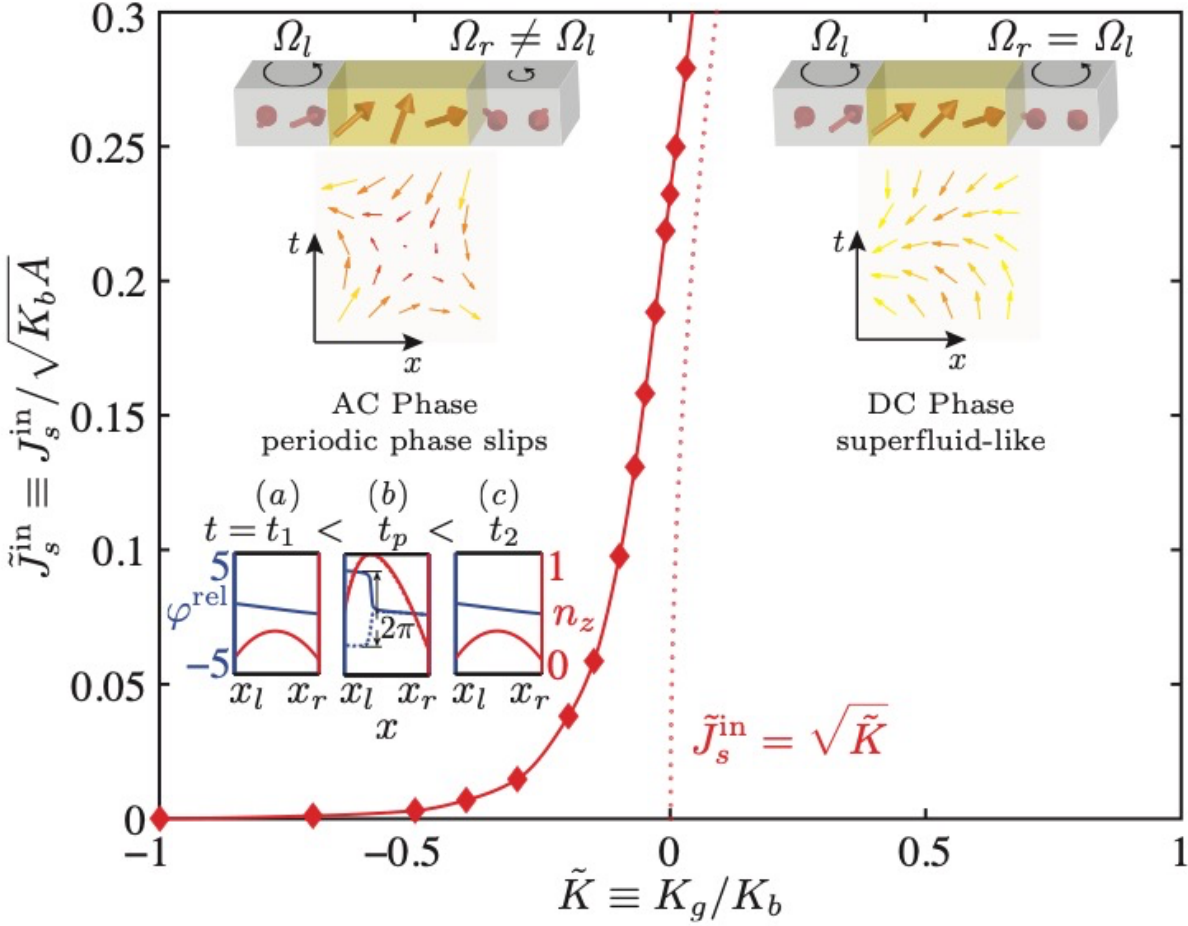 0.3
Ω_l Ω_r ≠ Ω_l
Ω_l Ω_r = Ω_l
0.25
t
x
t
x
0.2
J̃_s^in ≡ J_s^in/√(K_b A)
0.15
AC Phase
periodic phase slips
DC Phase
superfluid-like
(a) (b) (c)
t = t_1 < t_p < t_2
0.1
5 1
φ^rel 2π n_z
−5 0
x_l x_r x_l x_r x_l x_r
x
0.05
J̃_s^in = √K̃
0
−1 −0.5 0 0.5 1
K̃ ≡ K_g/K_b